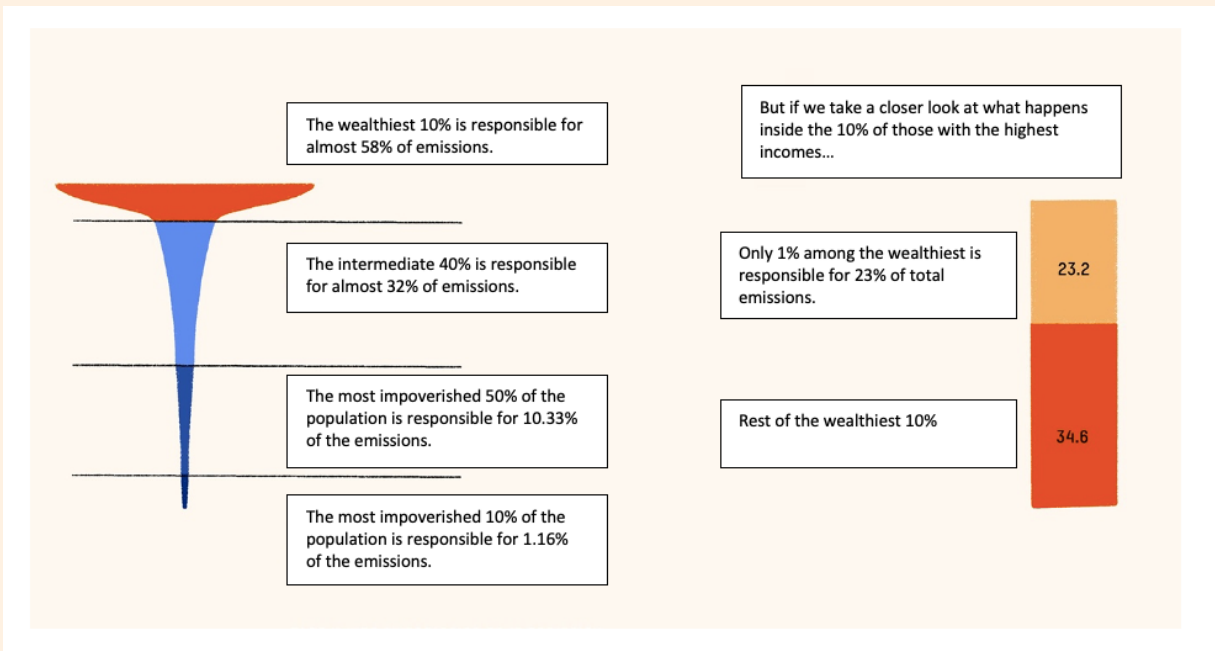 The wealthiest 10% is responsible for
almost 58% of emissions.
The intermediate 40% is responsible
for almost 32% of emissions.
The most impoverished 50% of the
population is responsible for 10.33%
of the emissions.
The most impoverished 10% of the
population is responsible for 1.16%
of the emissions.
But if we take a closer look at what happens
inside the 10% of those with the highest
incomes...
Only 1% among the wealthiest is
responsible for 23% of total
emissions.
23.2
Rest of the wealthiest 10%
34.6